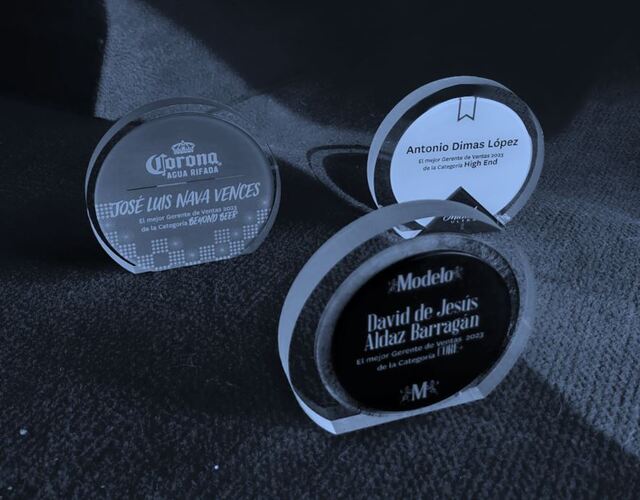 Corona
AGUA RIFADA
JOSÉ LUIS NAVA VENCES
El mejor Gerente de Ventas 2023
de la Categoría BEYOND BEER
Antonio Dimas López
El mejor Gerente de Ventas 2023
de la Categoría High End
Modelo
David de Jesús
Aldaz Barragán
El mejor Gerente de Ventas 2023
de la Categoría CORE
M